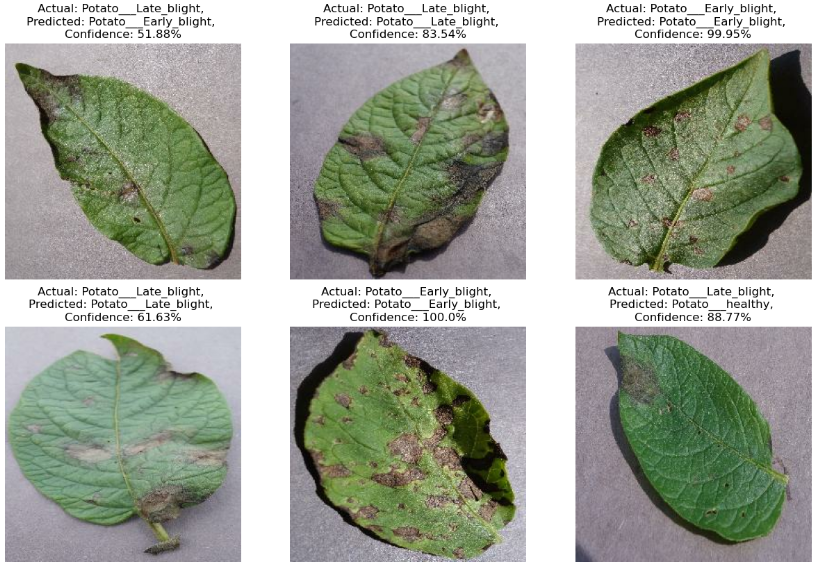 Actual: Potato___Late_blight,
Predicted: Potato___Early_blight,
Confidence: 51.88%
Actual: Potato___Late_blight,
Predicted: Potato___Late_blight,
Confidence: 83.54%
Actual: Potato___Early_blight,
Predicted: Potato___Early_blight,
Confidence: 99.95%
Actual: Potato___Late_blight,
Predicted: Potato___Late_blight,
Confidence: 61.63%
Actual: Potato___Early_blight,
Predicted: Potato___Early_blight,
Confidence: 100.0%
Actual: Potato___Late_blight,
Predicted: Potato___healthy,
Confidence: 88.77%